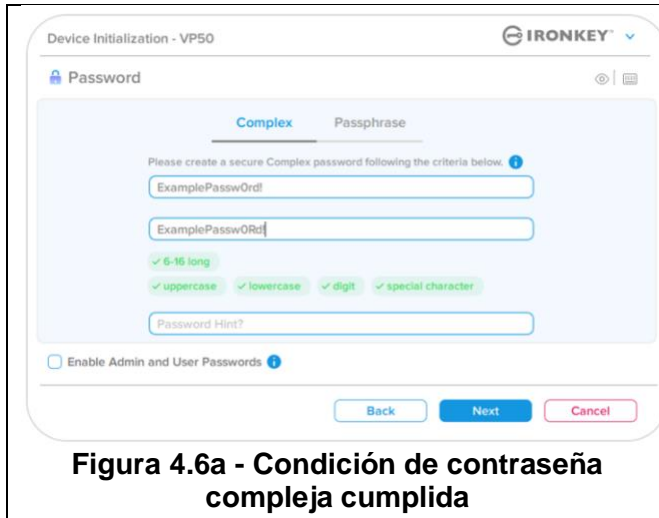 Device Initialization - VP50
IRONKEY
Password
Complex Passphrase
Please create a secure Complex password following the criteria below.
ExamplePassw0rd!
ExamplePassw0Rd!
✓ 6-16 long
✓ uppercase ✓ lowercase ✓ digit ✓ special character
Password Hint?
Enable Admin and User Passwords
Back Next Cancel
Figura 4.6a - Condición de contraseña
compleja cumplida